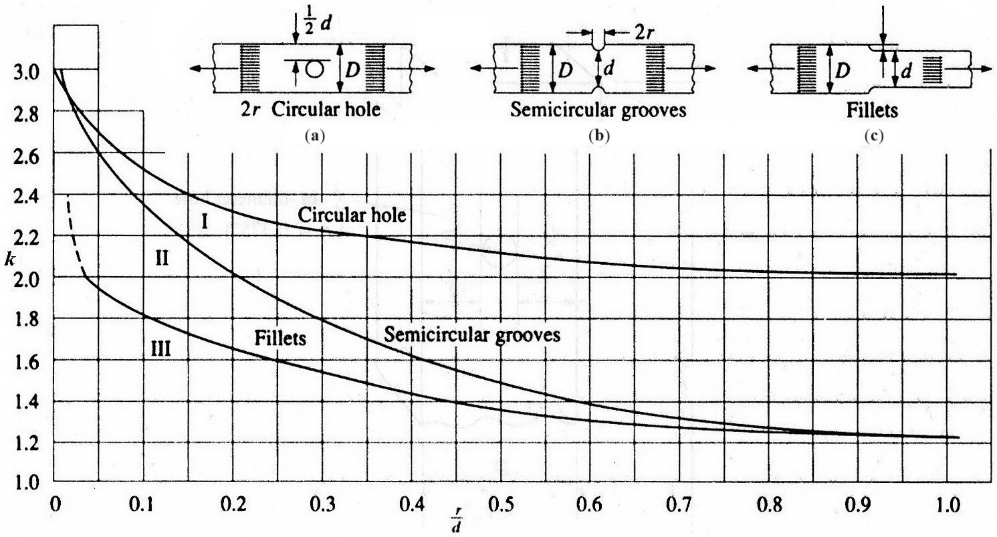 1/2 d
D
2r Circular hole
(a)
2r
D
d
Semicircular grooves
(b)
D
d
Fillets
(c)
3.0
2.8
2.6
2.4
2.2
k
2.0
1.8
1.6
1.4
1.2
1.0
I
Circular hole
II
Fillets
Semicircular grooves
III
0 0.1 0.2 0.3 0.4 r/d 0.5 0.6 0.7 0.8 0.9 1.0